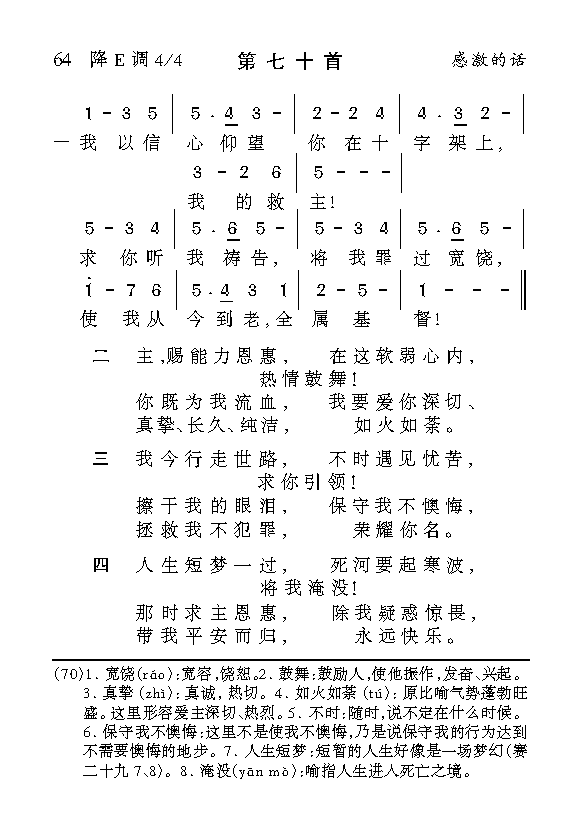 64 降E调4/4 第七十首 感激的话
1 - 3 5 | 5 . 4 3 - | 2 - 2 4 | 4 . 3 2 - |
一我 以信 心 仰望 你 在十 字 架上，
3 - 2 6 | 5 - - - |
我 的救 主！
5 - 3 4 | 5 . 6 5 - | 5 - 3 4 | 5 . 6 5 - |
求 你听 我 祷告， 将 我罪 过 宽饶，
1̇ - 7 6 | 5 . 4 3 1 | 2 - 5 - | 1 - - - ‖
使 我从 今 到老，全 属 基 督！
二 主，赐能力恩惠， 在这软弱心内，
热情鼓舞！
你既为我流血， 我要爱你深切、
真挚、长久、纯洁， 如火如荼。
三 我今行走世路， 不时遇见忧苦，
求你引领！
擦干我的眼泪， 保守我不懊悔，
拯救我不犯罪， 荣耀你名。
四 人生短梦一过， 死河要起寒波，
将我淹没！
那时求主恩惠， 除我疑惑惊畏，
带我平安而归， 永远快乐。
(70)1．宽饶(ráo)：宽容，饶恕。2．鼓舞：鼓励人，使他振作，发奋、兴起。
3．真挚(zhì)：真诚，热切。4．如火如荼(tú)：原比喻气势蓬勃旺
盛。这里形容爱主深切、热烈。5．不时：随时，说不定在什么时候。
6．保守我不懊悔：这里不是使我不懊悔，乃是说保守我的行为达到
不需要懊悔的地步。7．人生短梦：短暂的人生好像是一场梦幻(赛
二十九7、8)。8．淹没(yān mò)：喻指人生进入死亡之境。